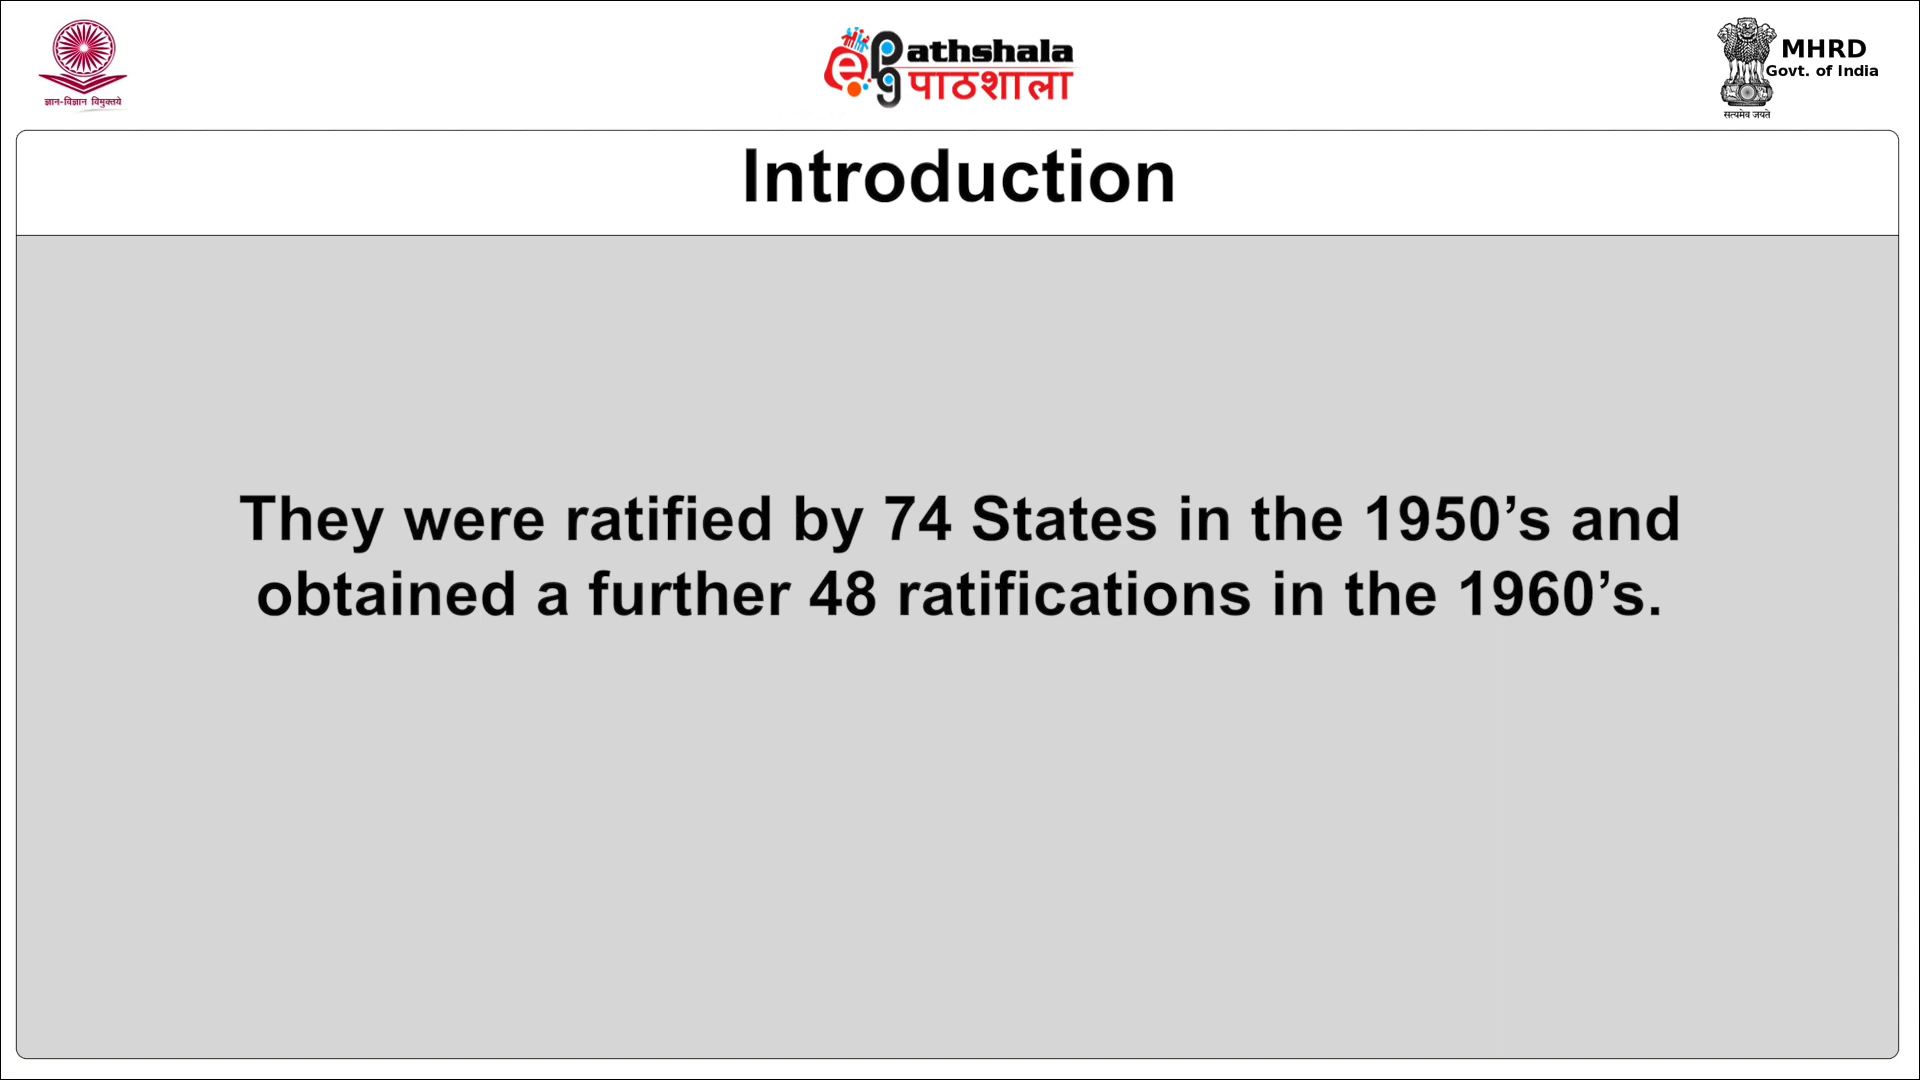 ज्ञान-विज्ञान विमुक्तये
e
Pg
athshala
पाठशाला
MHRD
Govt. of India
सत्यमेव जयते
Introduction
They were ratified by 74 States in the 1950’s and
obtained a further 48 ratifications in the 1960’s.